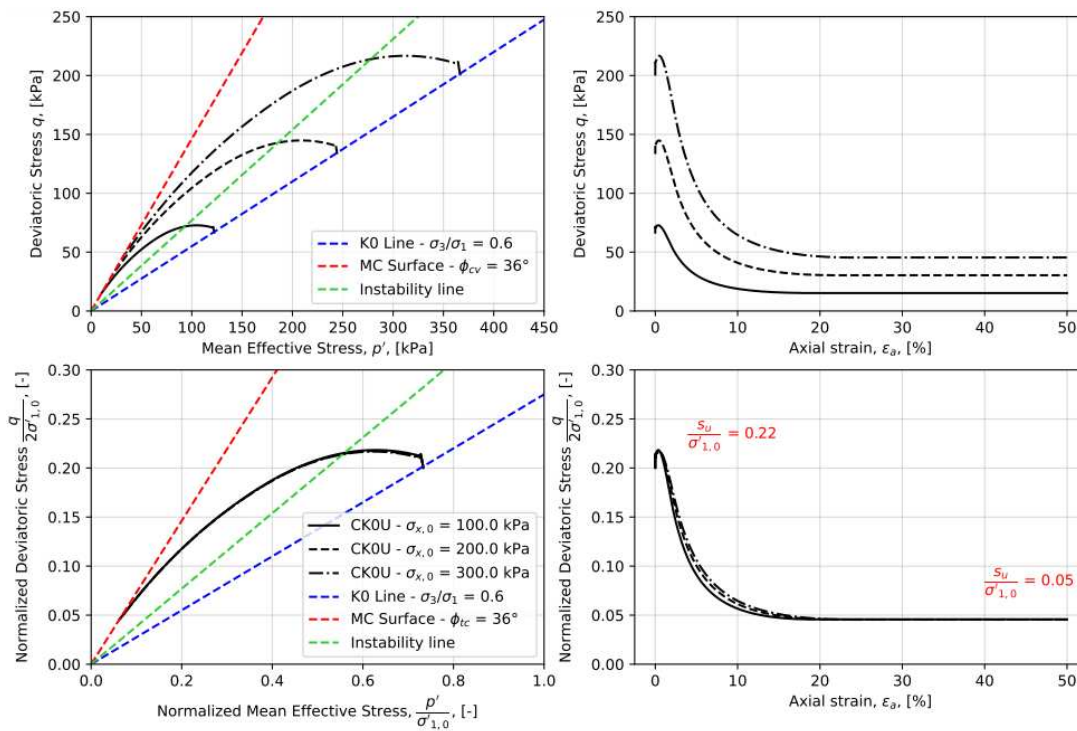 250
200
150
100
50
0
Deviatoric Stress q, [kPa]
0 50 100 150 200 250 300 350 400 450
Mean Effective Stress, p′, [kPa]
K0 Line - σ₃/σ₁ = 0.6
MC Surface - ϕcv = 36°
Instability line
250
200
150
100
50
0
Deviatoric Stress q, [kPa]
0 10 20 30 40 50
Axial strain, εₐ, [%]
0.30
0.25
0.20
0.15
0.10
0.05
0.00
Normalized Deviatoric Stress q/2σ′1,0, [-]
0.0 0.2 0.4 0.6 0.8 1.0
Normalized Mean Effective Stress, p′/σ′1,0, [-]
CK0U - σx,0 = 100.0 kPa
CK0U - σx,0 = 200.0 kPa
CK0U - σx,0 = 300.0 kPa
K0 Line - σ₃/σ₁ = 0.6
MC Surface - ϕtc = 36°
Instability line
0.30
0.25
0.20
0.15
0.10
0.05
0.00
Normalized Deviatoric Stress q/2σ′1,0, [-]
su/σ′1,0 = 0.22
su/σ′1,0 = 0.05
0 10 20 30 40 50
Axial strain, εₐ, [%]